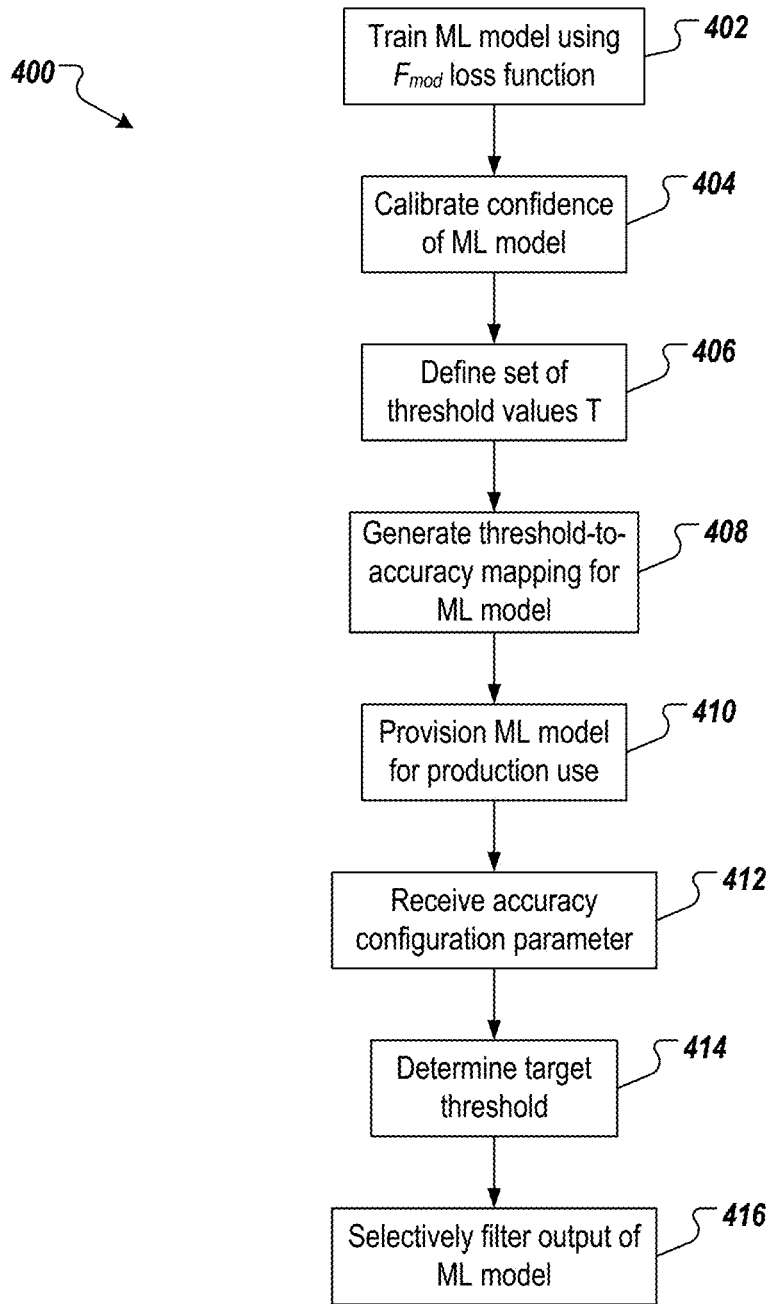 400
Train ML model using
Fmod loss function
402
Calibrate confidence
of ML model
404
Define set of
threshold values T
406
Generate threshold-to-
accuracy mapping for
ML model
408
Provision ML model
for production use
410
Receive accuracy
configuration parameter
412
Determine target
threshold
414
Selectively filter output of
ML model
416